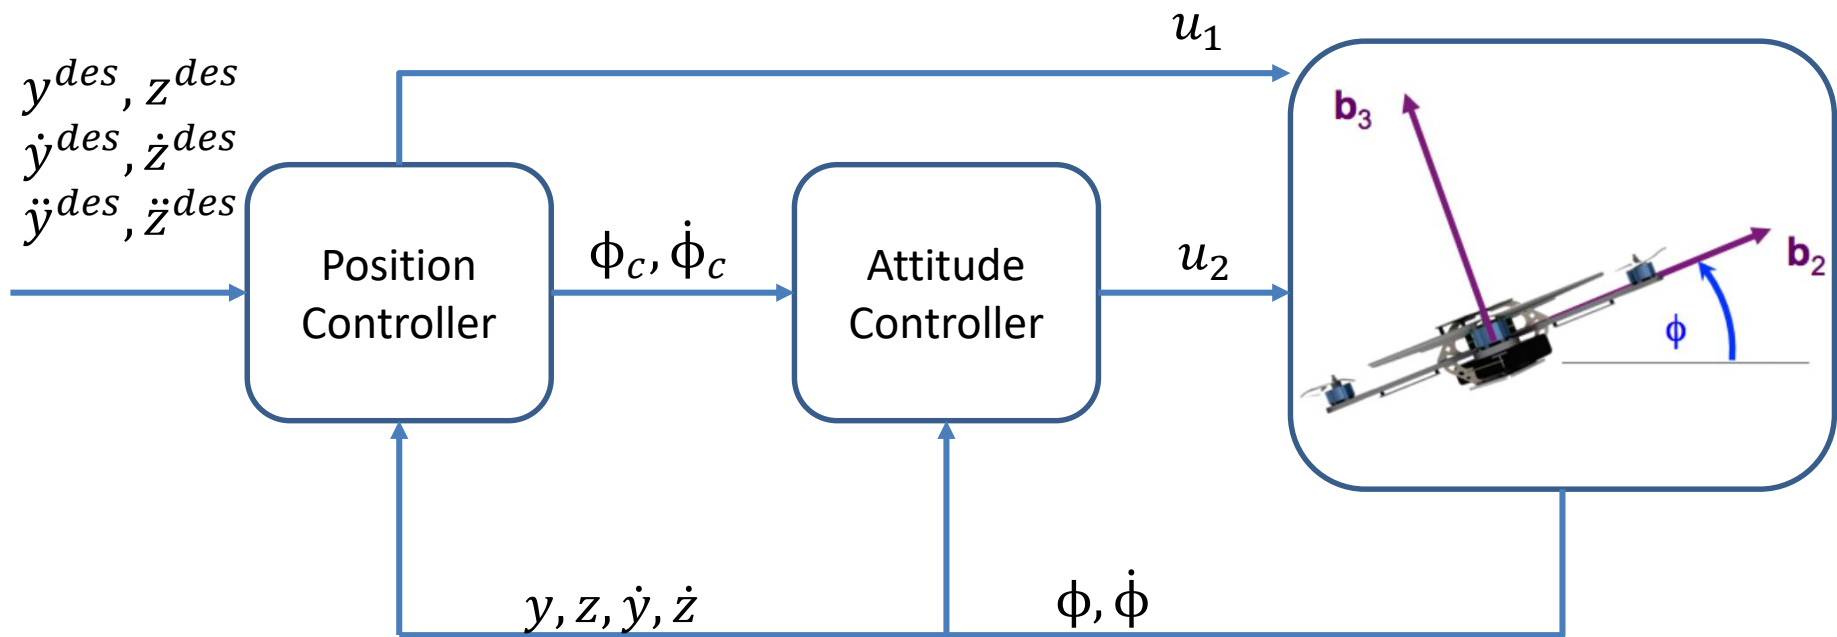 u₁
y^{des}, z^{des}
ẏ^{des}, ż^{des}
ÿ^{des}, z̈^{des}
Position
Controller
ϕ_c, ϕ̇_c
Attitude
Controller
u₂
b₃
b₂
ϕ
y, z, ẏ, ż
ϕ, ϕ̇